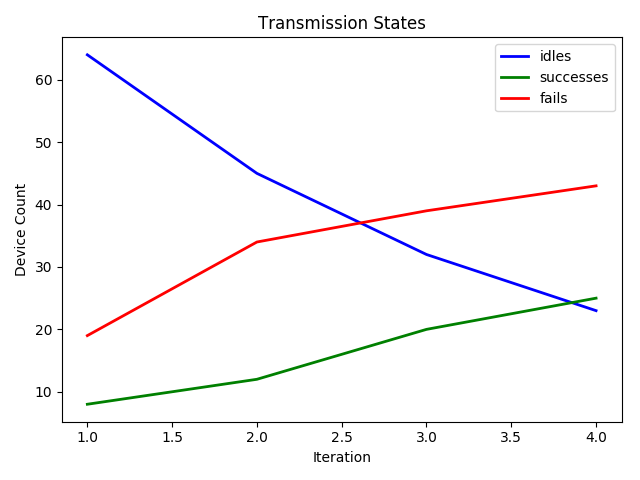 Transmission States
idles
successes
fails
60
50
40
30
20
10
Device Count
1.0 1.5 2.0 2.5 3.0 3.5 4.0
Iteration